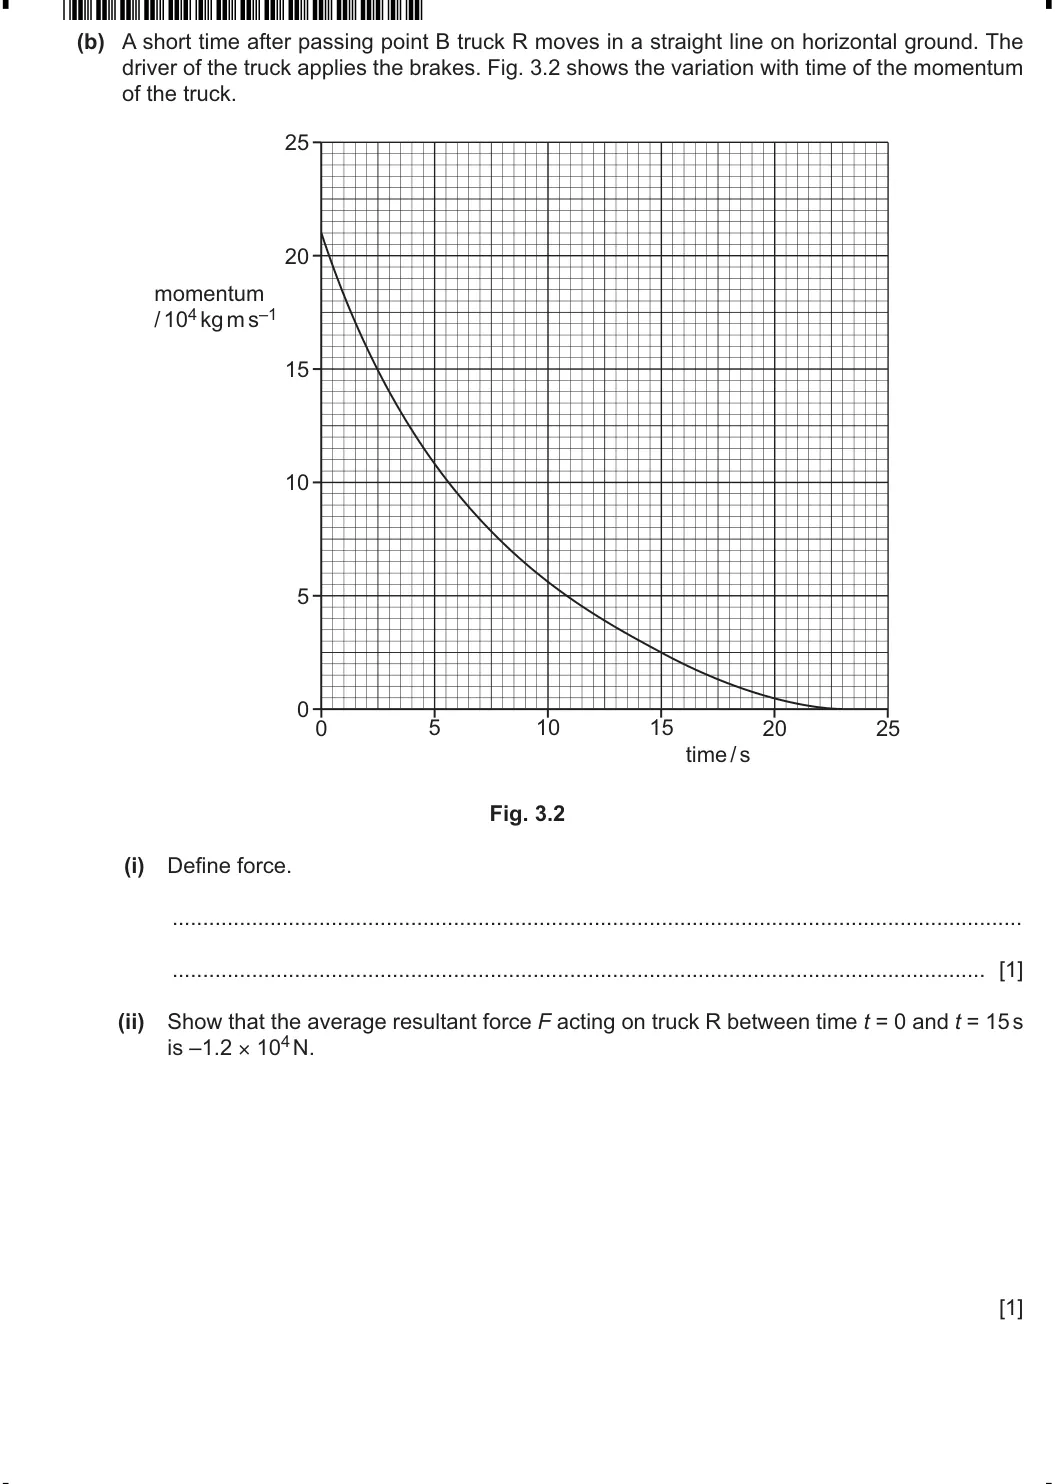 (b) A short time after passing point B truck R moves in a straight line on horizontal ground. The
driver of the truck applies the brakes. Fig. 3.2 shows the variation with time of the momentum
of the truck.
25
20
momentum
/ 10⁴ kg m s⁻¹
15
10
5
0
0 5 10 15 20 25
time / s
Fig. 3.2
(i) Define force.
..........................................................................................................................................
.................................................................................................................................... [1]
(ii) Show that the average resultant force F acting on truck R between time t = 0 and t = 15 s
is –1.2 × 10⁴ N.
[1]